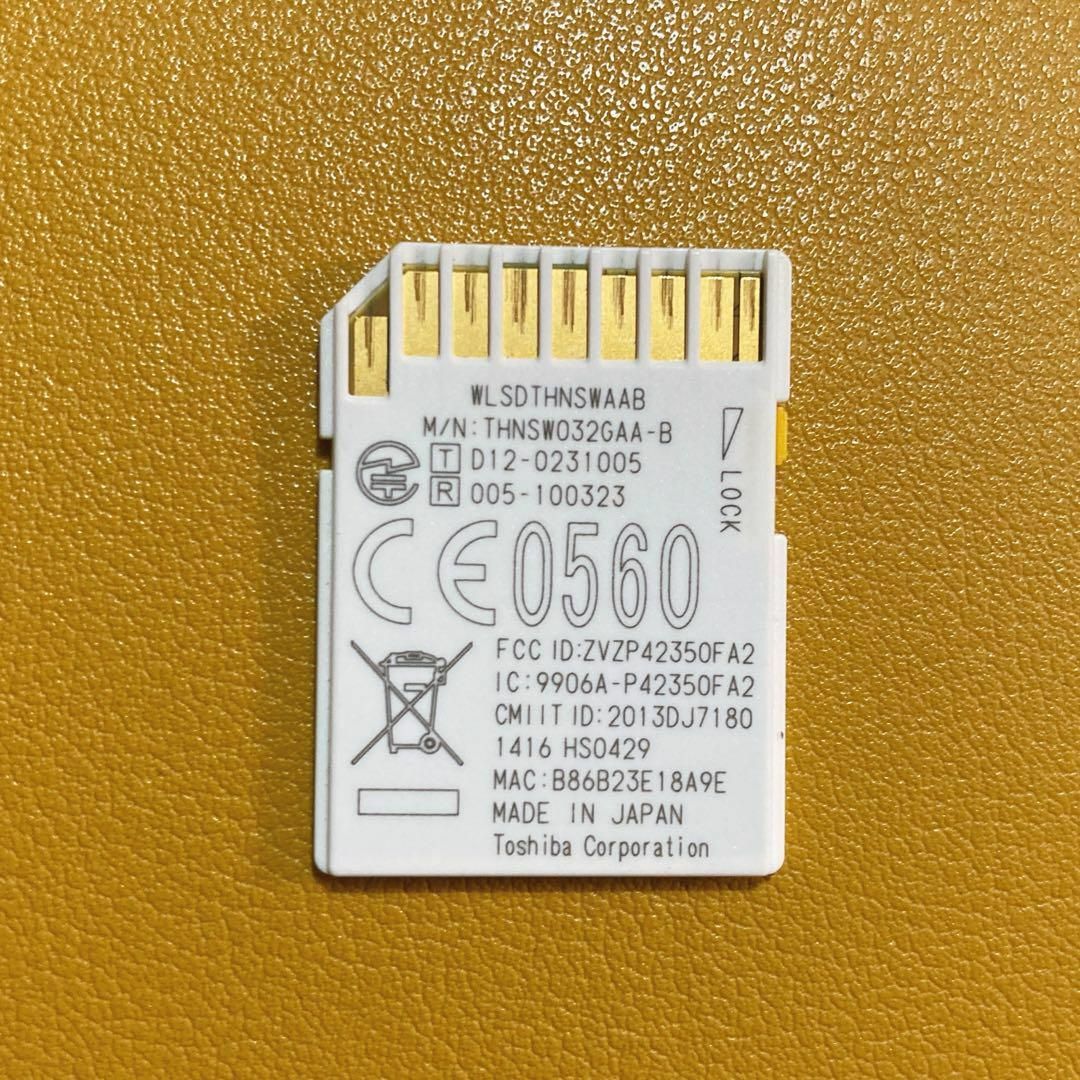 WLSDTHNSWAAB
M/N:THNSW032GAA-B
T D12-0231005
R 005-100323
LOCK
CE0560
FCC ID:ZVZP42350FA2
IC:9906A-P42350FA2
CMIIT ID:2013DJ7180
1416 HS0429
MAC:B86B23E18A9E
MADE IN JAPAN
Toshiba Corporation